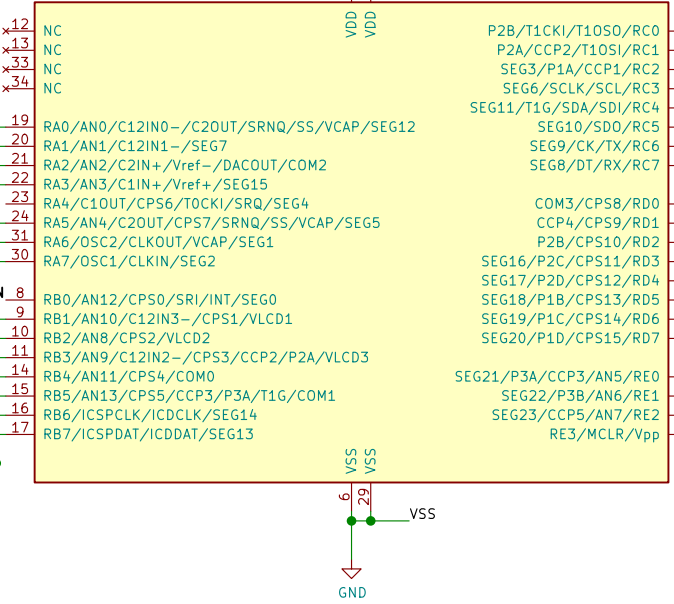 VDD VDD
12 NC P2B/T1CKI/T1OSO/RC0
13 NC P2A/CCP2/T1OSI/RC1
33 NC SEG3/P1A/CCP1/RC2
34 NC SEG6/SCLK/SCL/RC3
SEG11/T1G/SDA/SDI/RC4
19 RA0/AN0/C12IN0-/C2OUT/SRNQ/SS/VCAP/SEG12 SEG10/SDO/RC5
20 RA1/AN1/C12IN1-/SEG7 SEG9/CK/TX/RC6
21 RA2/AN2/C2IN+/Vref-/DACOUT/COM2 SEG8/DT/RX/RC7
22 RA3/AN3/C1IN+/Vref+/SEG15
23 RA4/C1OUT/CPS6/T0CKI/SRQ/SEG4 COM3/CPS8/RD0
24 RA5/AN4/C2OUT/CPS7/SRNQ/SS/VCAP/SEG5 CCP4/CPS9/RD1
31 RA6/OSC2/CLKOUT/VCAP/SEG1 P2B/CPS10/RD2
30 RA7/OSC1/CLKIN/SEG2 SEG16/P2C/CPS11/RD3
SEG17/P2D/CPS12/RD4
8 RB0/AN12/CPS0/SRI/INT/SEG0 SEG18/P1B/CPS13/RD5
9 RB1/AN10/C12IN3-/CPS1/VLCD1 SEG19/P1C/CPS14/RD6
10 RB2/AN8/CPS2/VLCD2 SEG20/P1D/CPS15/RD7
11 RB3/AN9/C12IN2-/CPS3/CCP2/P2A/VLCD3
14 RB4/AN11/CPS4/COM0 SEG21/P3A/CCP3/AN5/RE0
15 RB5/AN13/CPS5/CCP3/P3A/T1G/COM1 SEG22/P3B/AN6/RE1
16 RB6/ICSPCLK/ICDCLK/SEG14 SEG23/CCP5/AN7/RE2
17 RB7/ICSPDAT/ICDDAT/SEG13 RE3/MCLR/Vpp
VSS VSS
6 29
VSS
GND